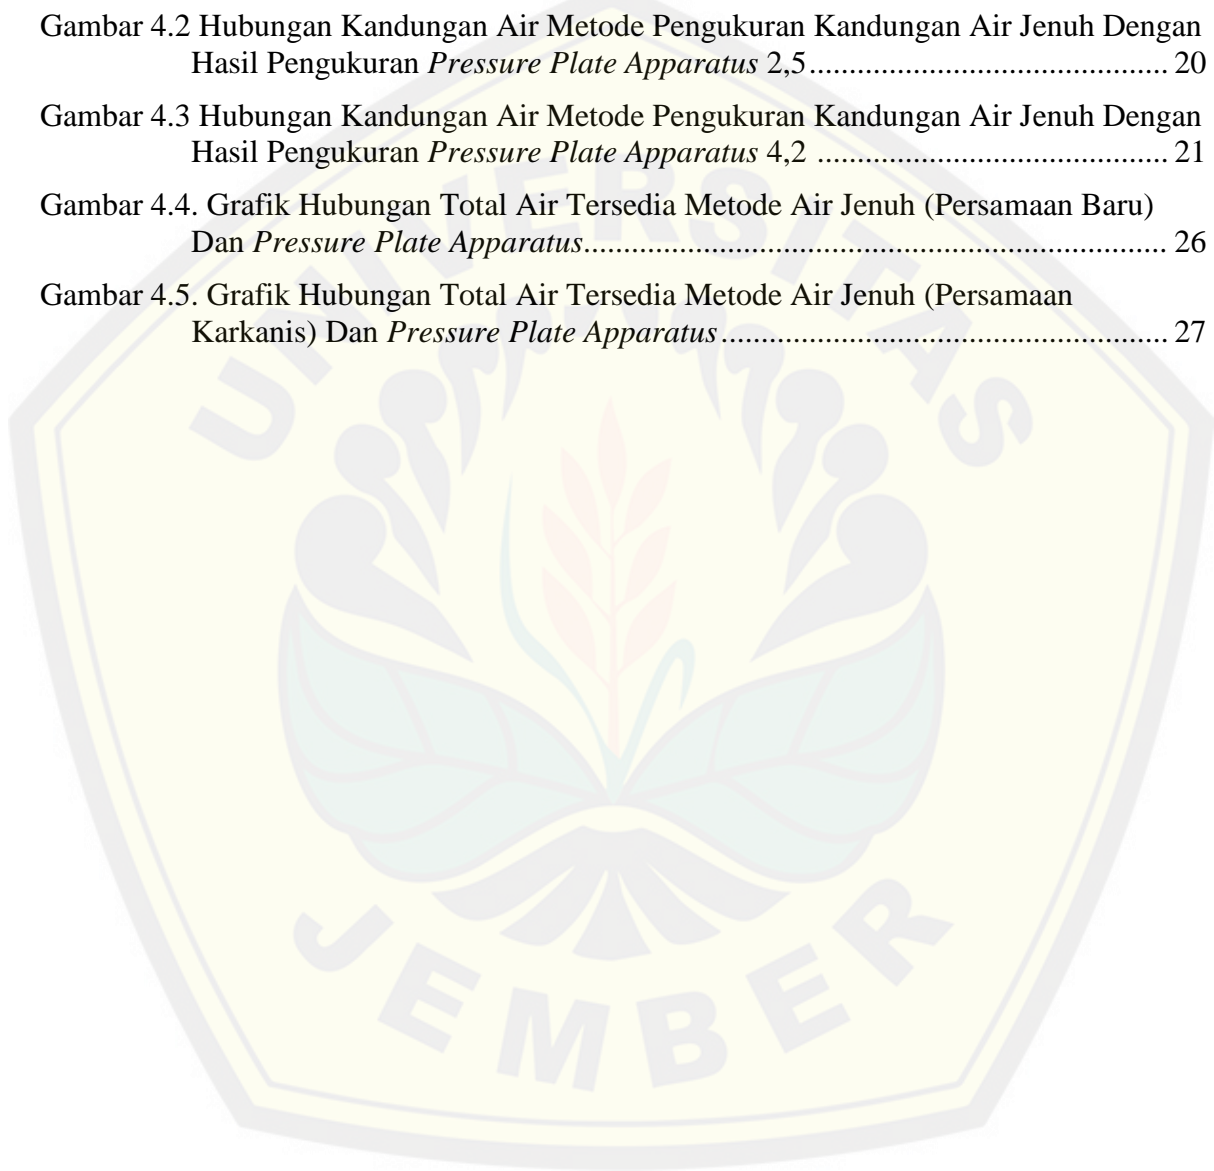 Gambar 4.2 Hubungan Kandungan Air Metode Pengukuran Kandungan Air Jenuh Dengan
Hasil Pengukuran Pressure Plate Apparatus 2,5............................................. 20
Gambar 4.3 Hubungan Kandungan Air Metode Pengukuran Kandungan Air Jenuh Dengan
Hasil Pengukuran Pressure Plate Apparatus 4,2 ............................................ 21
Gambar 4.4. Grafik Hubungan Total Air Tersedia Metode Air Jenuh (Persamaan Baru)
Dan Pressure Plate Apparatus......................................................................... 26
Gambar 4.5. Grafik Hubungan Total Air Tersedia Metode Air Jenuh (Persamaan
Karkanis) Dan Pressure Plate Apparatus........................................................ 27
UNIVERSITAS
JEMBER